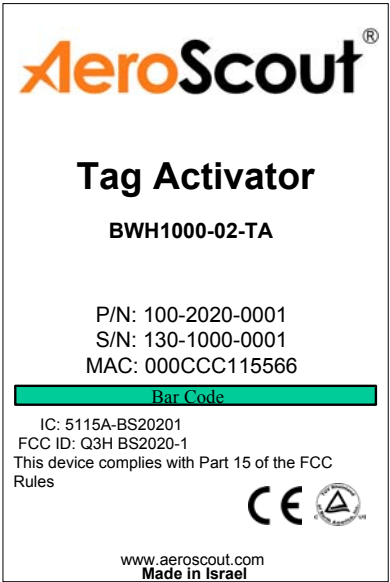 AeroScout®
Tag Activator
BWH1000-02-TA
P/N: 100-2020-0001
S/N: 130-1000-0001
MAC: 000CCC115566
Bar Code
IC: 5115A-BS20201
FCC ID: Q3H BS2020-1
This device complies with Part 15 of the FCC
Rules
CE
C US
www.aeroscout.com
Made in Israel